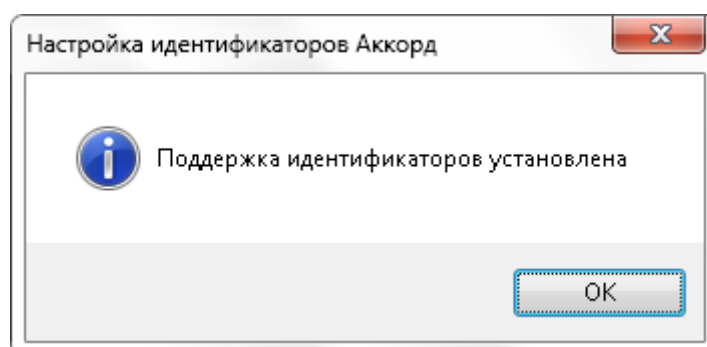 Настройка идентификаторов Аккорд
Поддержка идентификаторов установлена
OK